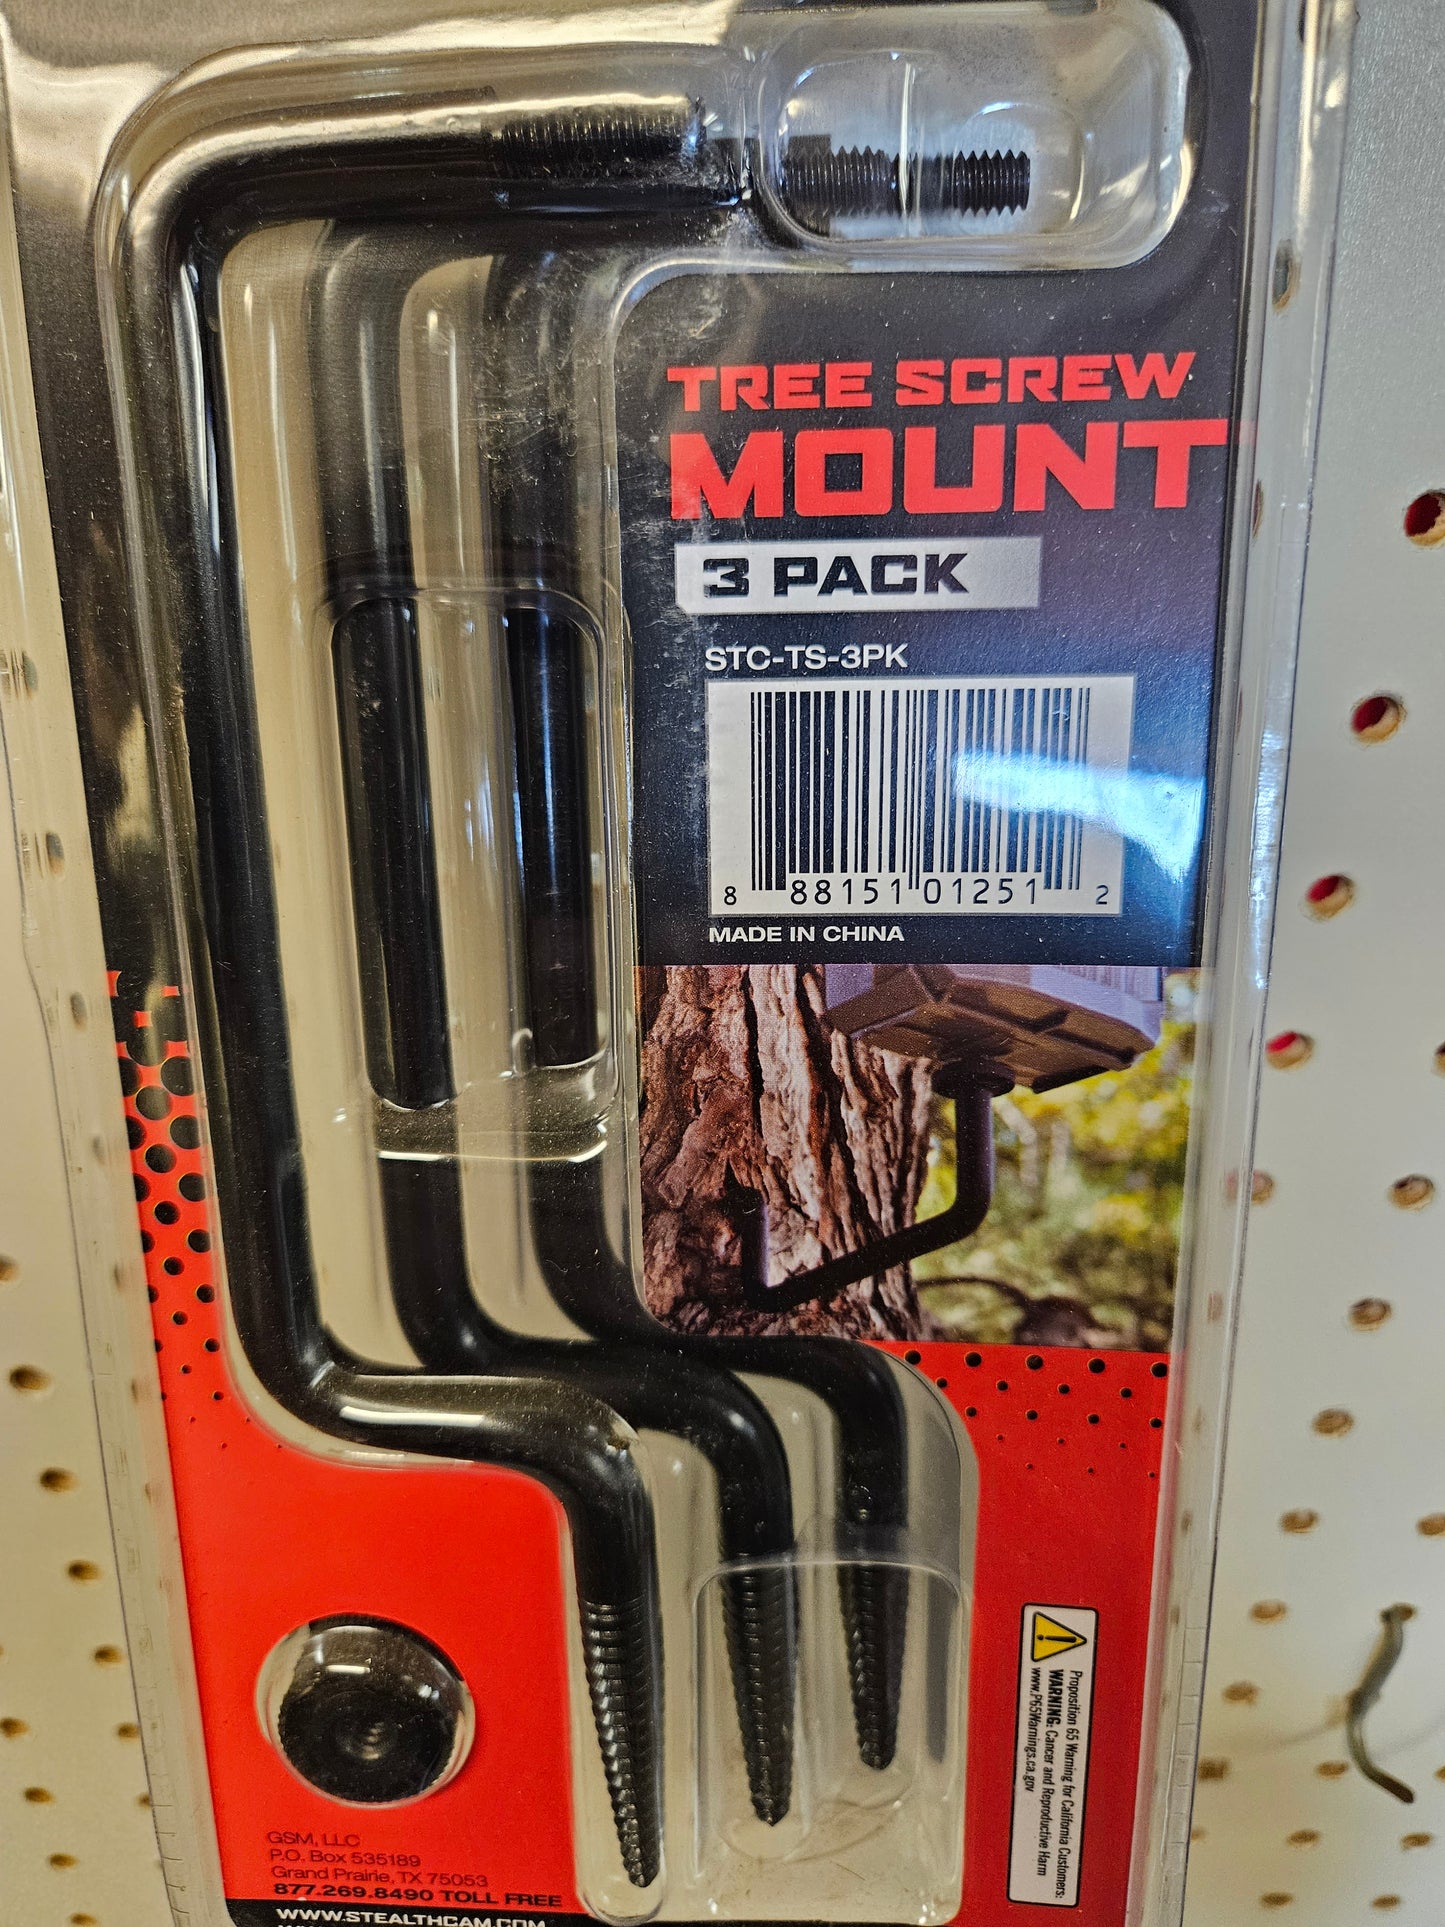 TREE SCREW
MOUNT
3 PACK
STC-TS-3PK
8 88151 01251 2
MADE IN CHINA
Proposition 65 Warning for California Customers:
WARNING: Cancer and Reproductive Harm
www.P65Warnings.ca.gov
GSM, LLC
P.O. Box 535189
Grand Prairie, TX 75053
877.269.8490 TOLL FREE
WWW.STEALTHCAM.COM